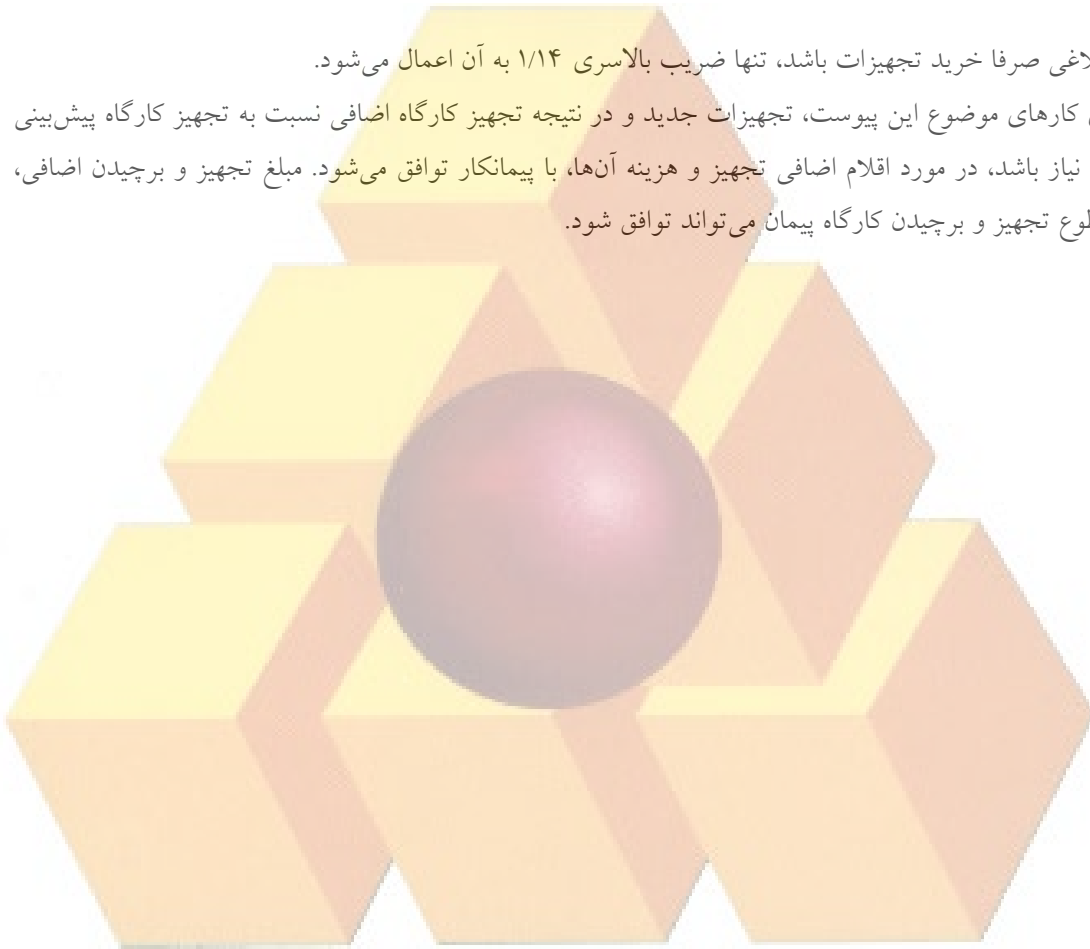 صرفا خرید تجهیزات باشد، تنها ضریب بالاسری ۱/۱۴ به آن اعمال می‌شود.
کارهای موضوع این پیوست، تجهیزات جدید و در نتیجه تجهیز کارگاه اضافی نسبت به تجهیز کارگاه پیش‌بینی
نیاز باشد، در مورد اقلام اضافی تجهیز و هزینه آن‌ها، با پیمانکار توافق می‌شود. مبلغ تجهیز و برچیدن اضافی،
تجهیز و برچیدن کارگاه پیمان می‌تواند توافق شود.